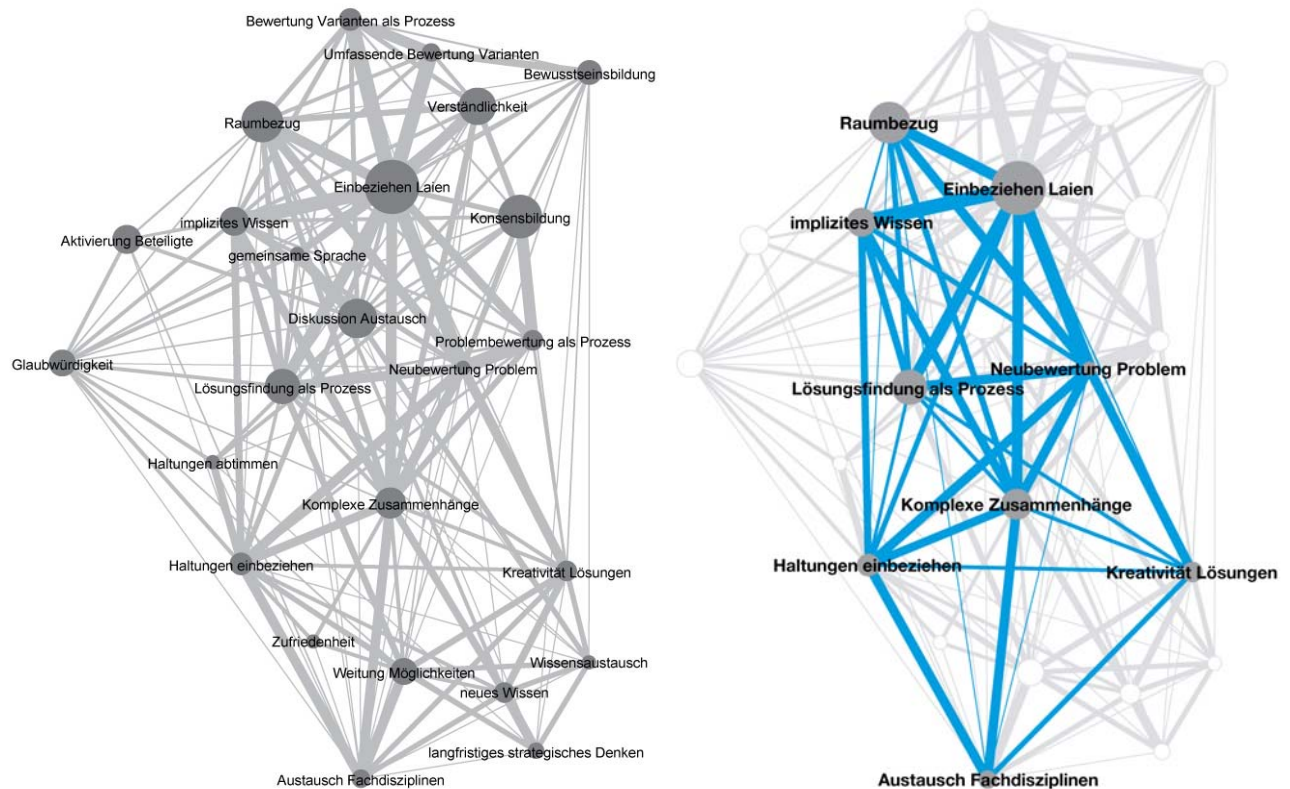 Bewertung Varianten als Prozess
Umfassende Bewertung Varianten
Bewusstseinsbildung
Verständlichkeit
Raumbezug
Einbeziehen Laien
Konsensbildung
implizites Wissen
Aktivierung Beteiligte
gemeinsame Sprache
Diskussion Austausch
Problembewertung als Prozess
Glaubwürdigkeit
Neubewertung Problem
Lösungsfindung als Prozess
Haltungen abtimmen
Komplexe Zusammenhänge
Haltungen einbeziehen
Kreativität Lösungen
Zufriedenheit
Wissensaustausch
Weitung Möglichkeiten
neues Wissen
langfristiges strategisches Denken
Austausch Fachdisziplinen
Raumbezug
Einbeziehen Laien
implizites Wissen
Neubewertung Problem
Lösungsfindung als Prozess
Komplexe Zusammenhänge
Haltungen einbeziehen
Kreativität Lösungen
Austausch Fachdisziplinen